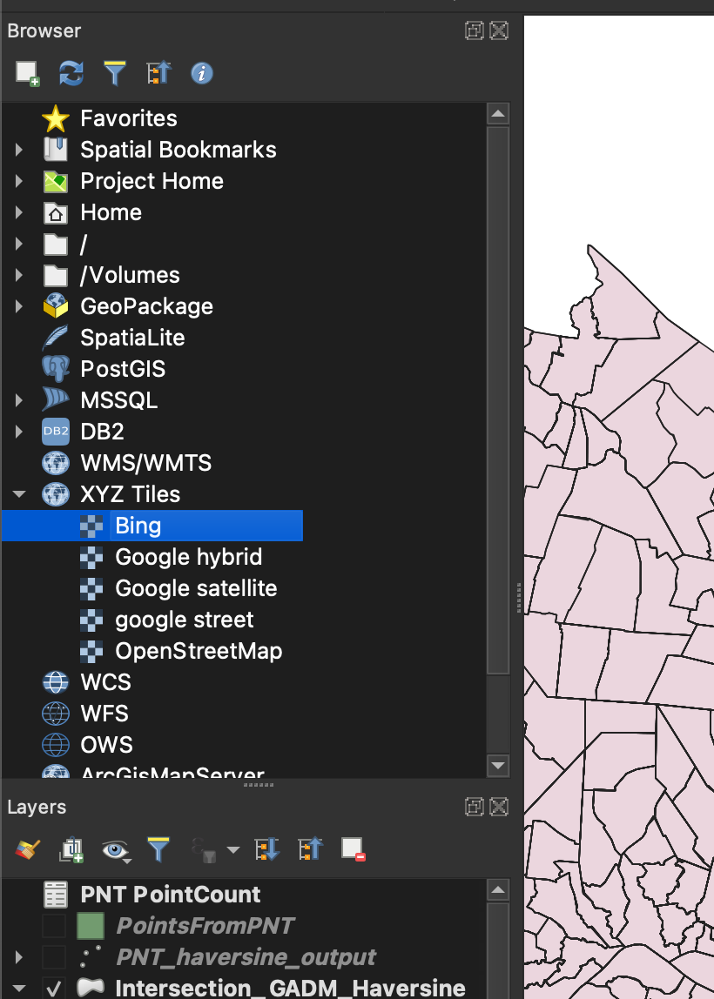 Browser
Favorites
Spatial Bookmarks
Project Home
Home
/
/Volumes
GeoPackage
SpatiaLite
PostGIS
MSSQL
DB2 DB2
WMS/WMTS
XYZ Tiles
Bing
Google hybrid
Google satellite
google street
OpenStreetMap
WCS
WFS
OWS
ArcGisMapServer
Layers
PNT PointCount
PointsFromPNT
PNT_haversine_output
Intersection_GADM_Haversine